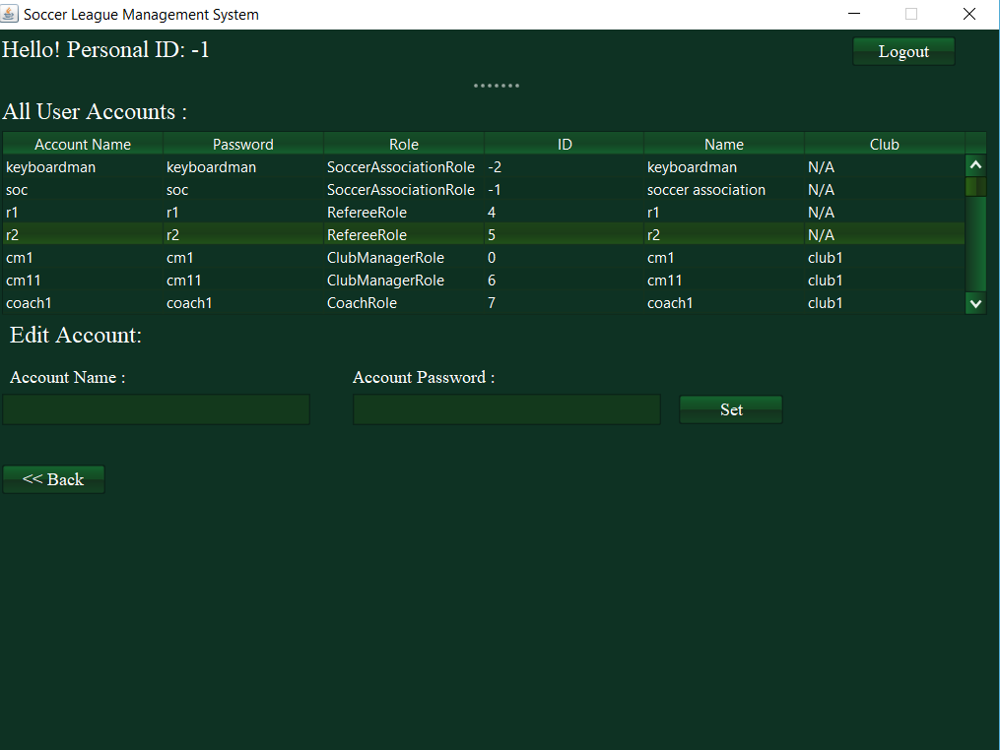 Soccer League Management System
Hello! Personal ID: -1 Logout
All User Accounts :
Account Name Password Role ID Name Club
keyboardman keyboardman SoccerAssociationRole -2 keyboardman N/A
soc soc SoccerAssociationRole -1 soccer association N/A
r1 r1 RefereeRole 4 r1 N/A
r2 r2 RefereeRole 5 r2 N/A
cm1 cm1 ClubManagerRole 0 cm1 club1
cm11 cm11 ClubManagerRole 6 cm11 club1
coach1 coach1 CoachRole 7 coach1 club1
Edit Account:
Account Name : Account Password :
Set
<< Back